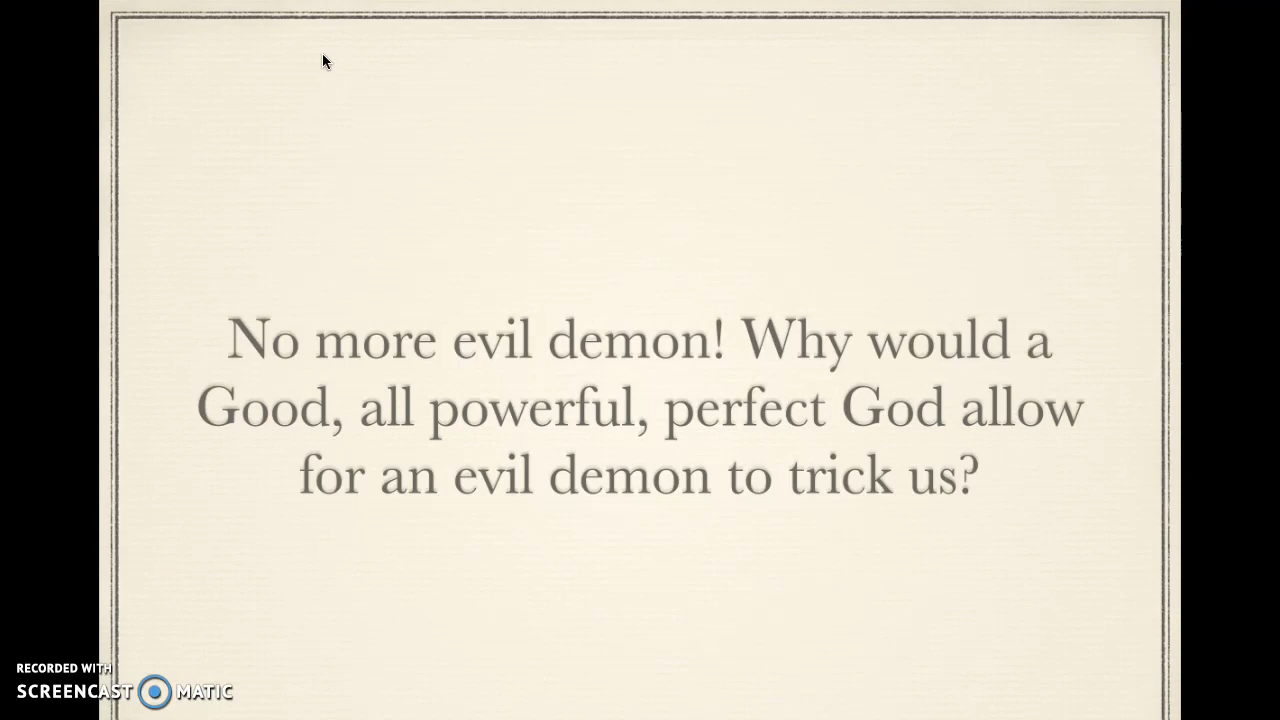 No more evil demon! Why would a
Good, all powerful, perfect God allow
for an evil demon to trick us?
RECORDED WITH
SCREENCAST MATIC